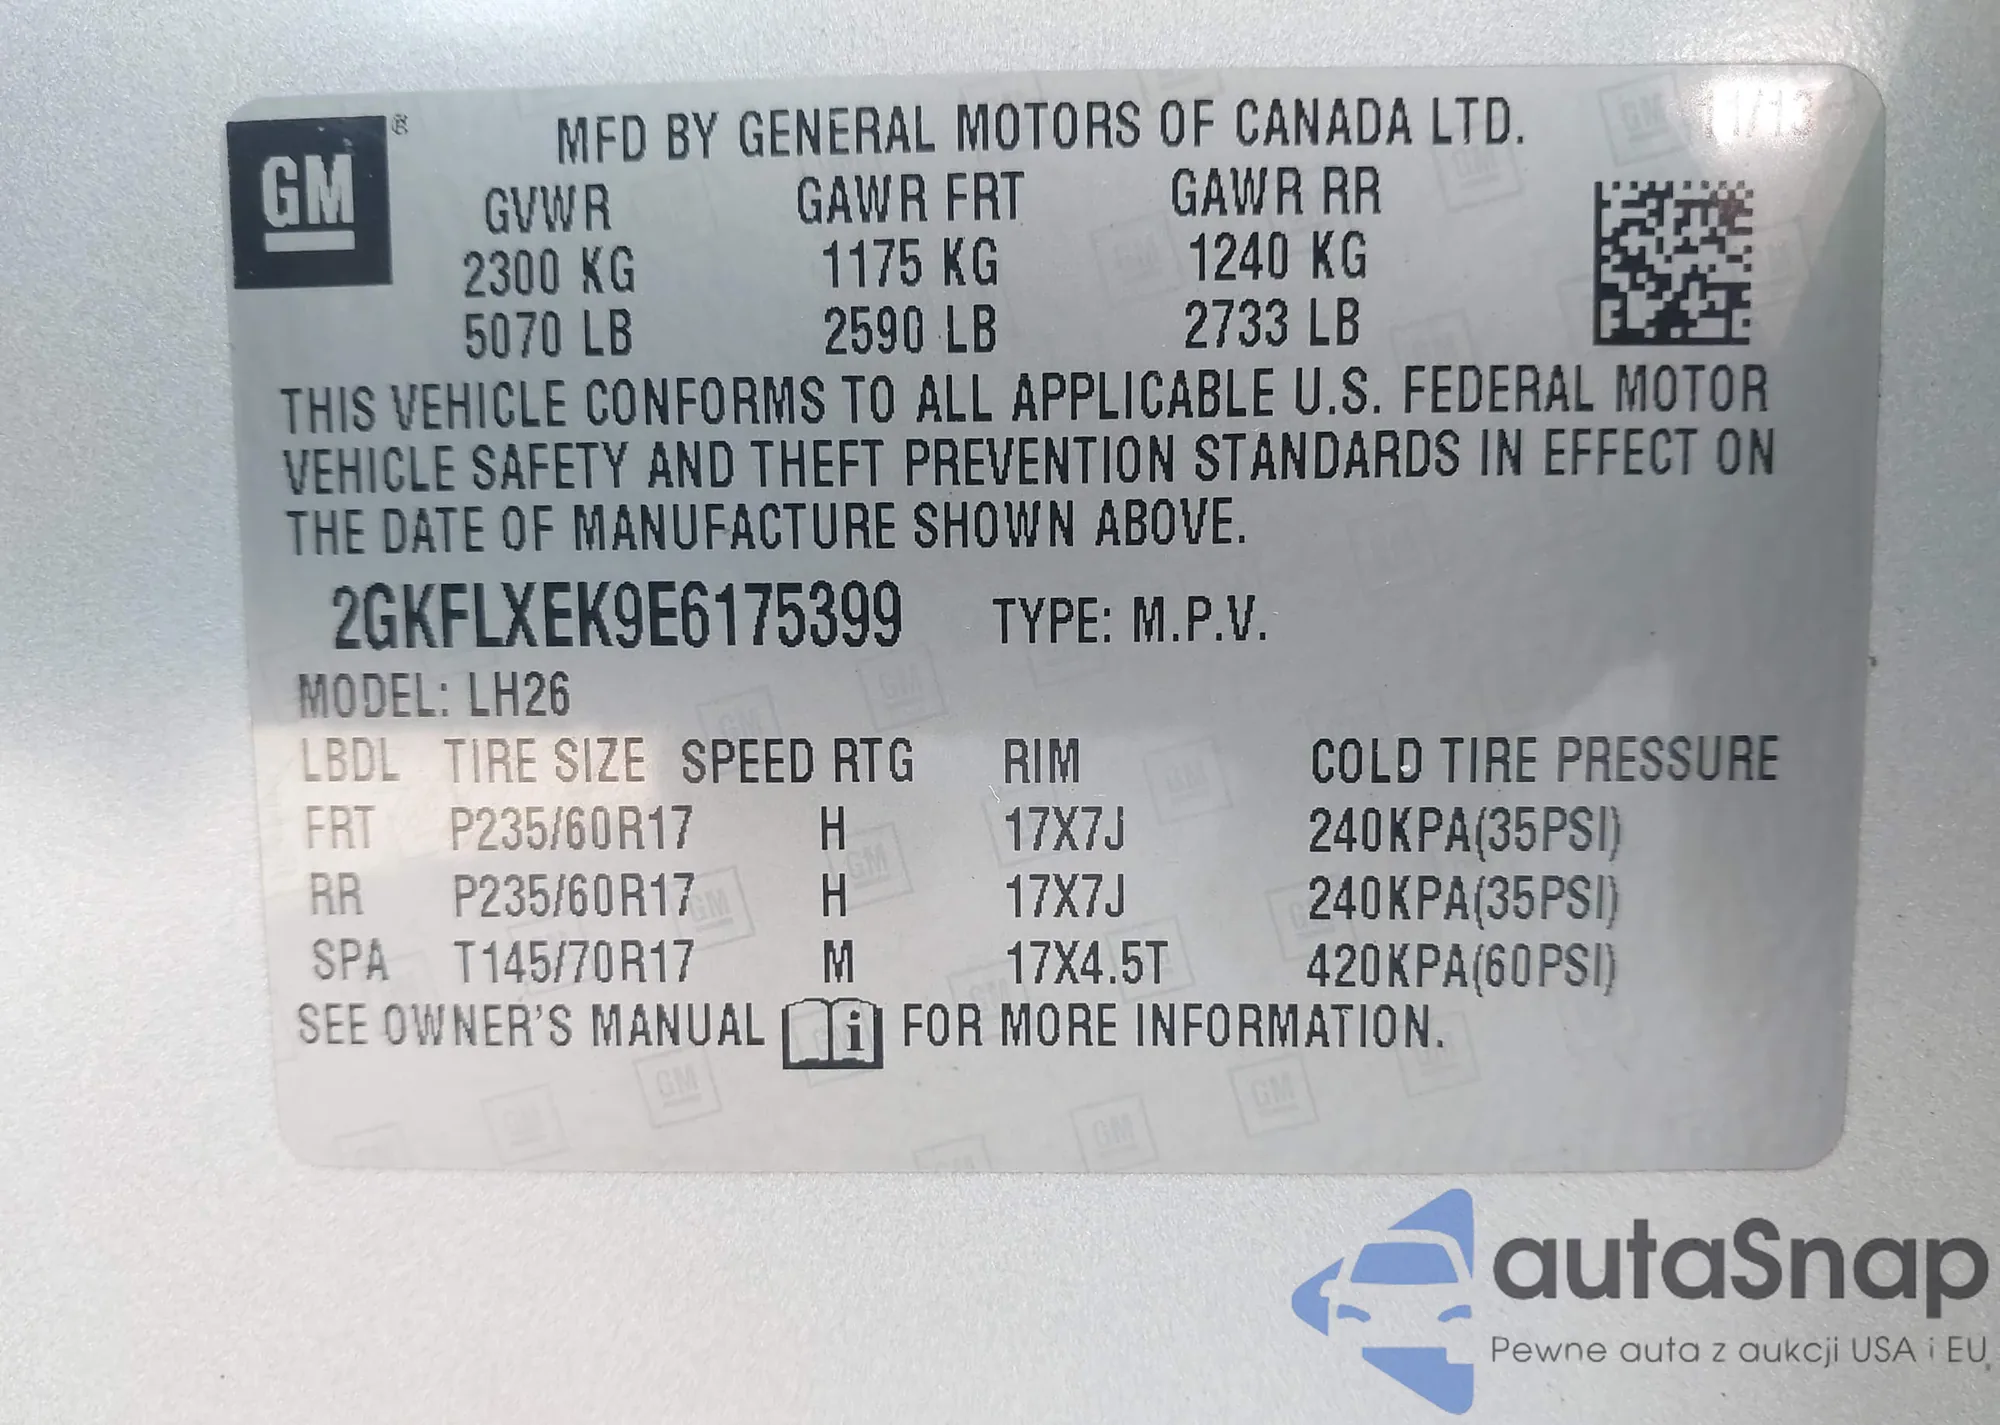 GM ®
MFD BY GENERAL MOTORS OF CANADA LTD.
GVWR GAWR FRT GAWR RR
2300 KG 1175 KG 1240 KG
5070 LB 2590 LB 2733 LB
THIS VEHICLE CONFORMS TO ALL APPLICABLE U.S. FEDERAL MOTOR
VEHICLE SAFETY AND THEFT PREVENTION STANDARDS IN EFFECT ON
THE DATE OF MANUFACTURE SHOWN ABOVE.
2GKFLXEK9E6175399 TYPE: M.P.V.
MODEL: LH26
LBDL TIRE SIZE SPEED RTG RIM COLD TIRE PRESSURE
FRT P235/60R17 H 17X7J 240KPA(35PSI)
RR P235/60R17 H 17X7J 240KPA(35PSI)
SPA T145/70R17 M 17X4.5T 420KPA(60PSI)
SEE OWNER'S MANUAL i FOR MORE INFORMATION.
autaSnap
Pewne auta z aukcji USA i EU